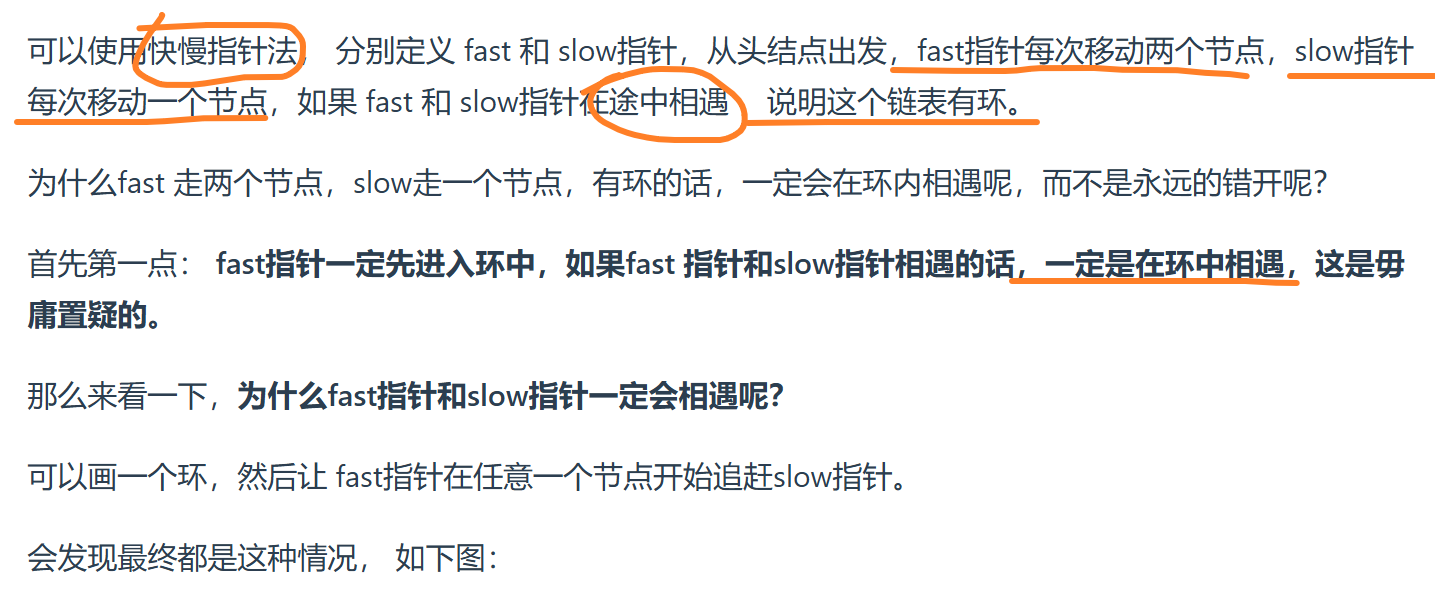 可以使用快慢指针法， 分别定义 fast 和 slow指针，从头结点出发，fast指针每次移动两个节点，slow指针
每次移动一个节点，如果 fast 和 slow指针在途中相遇 ，说明这个链表有环。
为什么fast 走两个节点，slow走一个节点，有环的话，一定会在环内相遇呢，而不是永远的错开呢？
首先第一点： fast指针一定先进入环中，如果fast 指针和slow指针相遇的话，一定是在环中相遇，这是毋
庸置疑的。
那么来看一下，为什么fast指针和slow指针一定会相遇呢？
可以画一个环，然后让 fast指针在任意一个节点开始追赶slow指针。
会发现最终都是这种情况， 如下图：